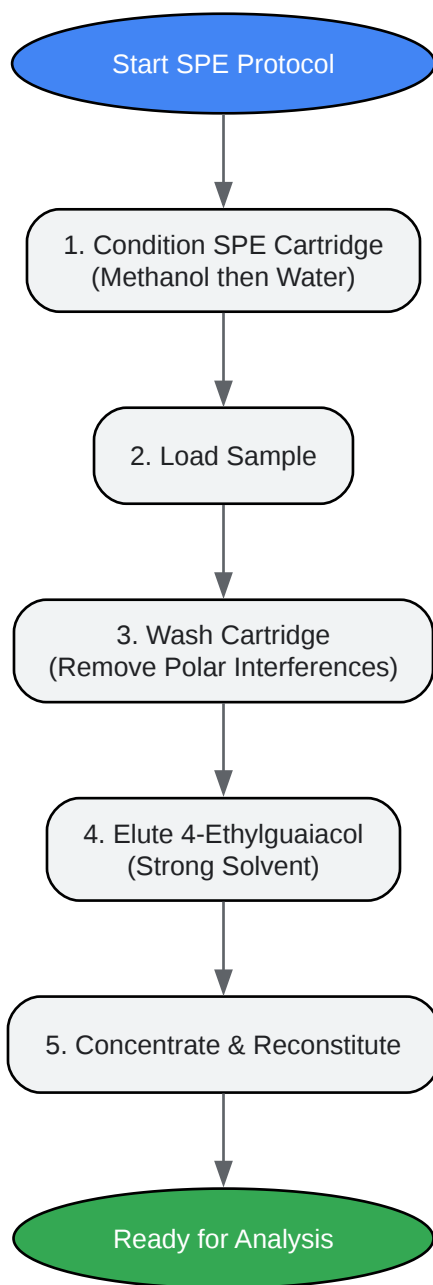 Start SPE Protocol
1. Condition SPE Cartridge
(Methanol then Water)
2. Load Sample
3. Wash Cartridge
(Remove Polar Interferences)
4. Elute 4-Ethylguaiacol
(Strong Solvent)
5. Concentrate & Reconstitute
Ready for Analysis